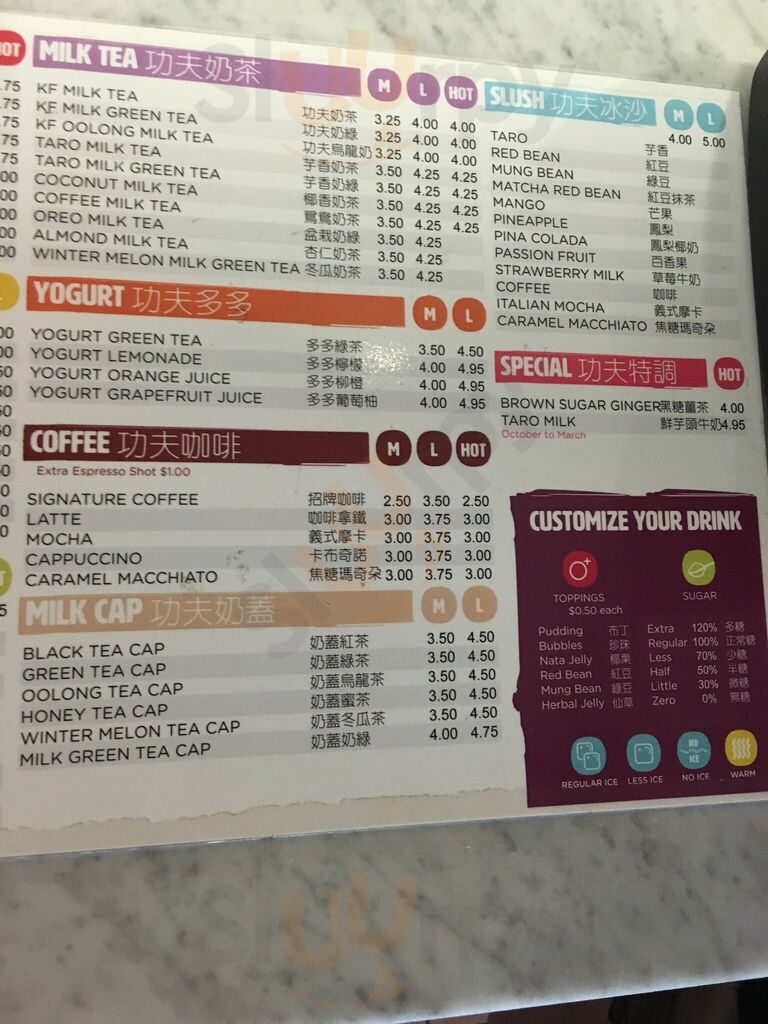 HOT MILK TEA 功夫奶茶 M L HOT
.75 KF MILK TEA 功夫奶茶 3.25 4.00 4.00
.75 KF MILK GREEN TEA 功夫奶綠 3.25 4.00 4.00
.75 KF OOLONG MILK TEA 功夫烏龍奶 3.25 4.00 4.00
.75 TARO MILK TEA 芋香奶茶 3.50 4.25 4.25
.75 TARO MILK GREEN TEA 芋香奶綠 3.50 4.25 4.25
.00 COCONUT MILK TEA 椰香奶茶 3.50 4.25 4.25
.00 COFFEE MILK TEA 鴛鴦奶茶 3.50 4.25 4.25
.00 OREO MILK TEA 盆栽奶綠 3.50 4.25
.00 ALMOND MILK TEA 杏仁奶茶 3.50 4.25
00 WINTER MELON MILK GREEN TEA 冬瓜奶茶 3.50 4.25
YOGURT 功夫多多 M L
YOGURT GREEN TEA 多多綠茶 3.50 4.50
YOGURT LEMONADE 多多檸檬 4.00 4.95
YOGURT ORANGE JUICE 多多柳橙 4.00 4.95
YOGURT GRAPEFRUIT JUICE 多多葡萄柚 4.00 4.95
COFFEE 功夫咖啡 M L HOT
Extra Espresso Shot $1.00
SIGNATURE COFFEE 招牌咖啡 2.50 3.50 2.50
LATTE 咖啡拿鐵 3.00 3.75 3.00
MOCHA 義式摩卡 3.00 3.75 3.00
CAPPUCCINO 卡布奇諾 3.00 3.75 3.00
CARAMEL MACCHIATO 焦糖瑪奇朵 3.00 3.75 3.00
MILK CAP 功夫奶蓋 M L
BLACK TEA CAP 奶蓋紅茶 3.50 4.50
GREEN TEA CAP 奶蓋綠茶 3.50 4.50
OOLONG TEA CAP 奶蓋烏龍茶 3.50 4.50
HONEY TEA CAP 奶蓋蜜茶 3.50 4.50
WINTER MELON TEA CAP 奶蓋冬瓜茶 3.50 4.50
MILK GREEN TEA CAP 奶蓋奶綠 4.00 4.75
SLUSH 功夫冰沙 M L
TARO 芋香 4.00 5.00
RED BEAN 紅豆
MUNG BEAN 綠豆
MATCHA RED BEAN 紅豆抹茶
MANGO 芒果
PINEAPPLE 鳳梨
PINA COLADA 鳳梨椰奶
PASSION FRUIT 百香果
STRAWBERRY MILK 草莓牛奶
COFFEE 咖啡
ITALIAN MOCHA 義式摩卡
CARAMEL MACCHIATO 焦糖瑪奇朵
SPECIAL 功夫特調 HOT
BROWN SUGAR GINGER 黑糖薑茶 4.00
TARO MILK 鮮芋頭牛奶 4.95
October to March
CUSTOMIZE YOUR DRINK
TOPPINGS SUGAR
$0.50 each
Pudding 布丁 Extra 120% 多糖
Bubbles 珍珠 Regular 100% 正常糖
Nata Jelly 椰果 Less 70% 少糖
Red Bean 紅豆 Half 50% 半糖
Mung Bean 綠豆 Little 30% 微糖
Herbal Jelly 仙草 Zero 0% 無糖
NO ICE
REGULAR ICE LESS ICE NO ICE WARM